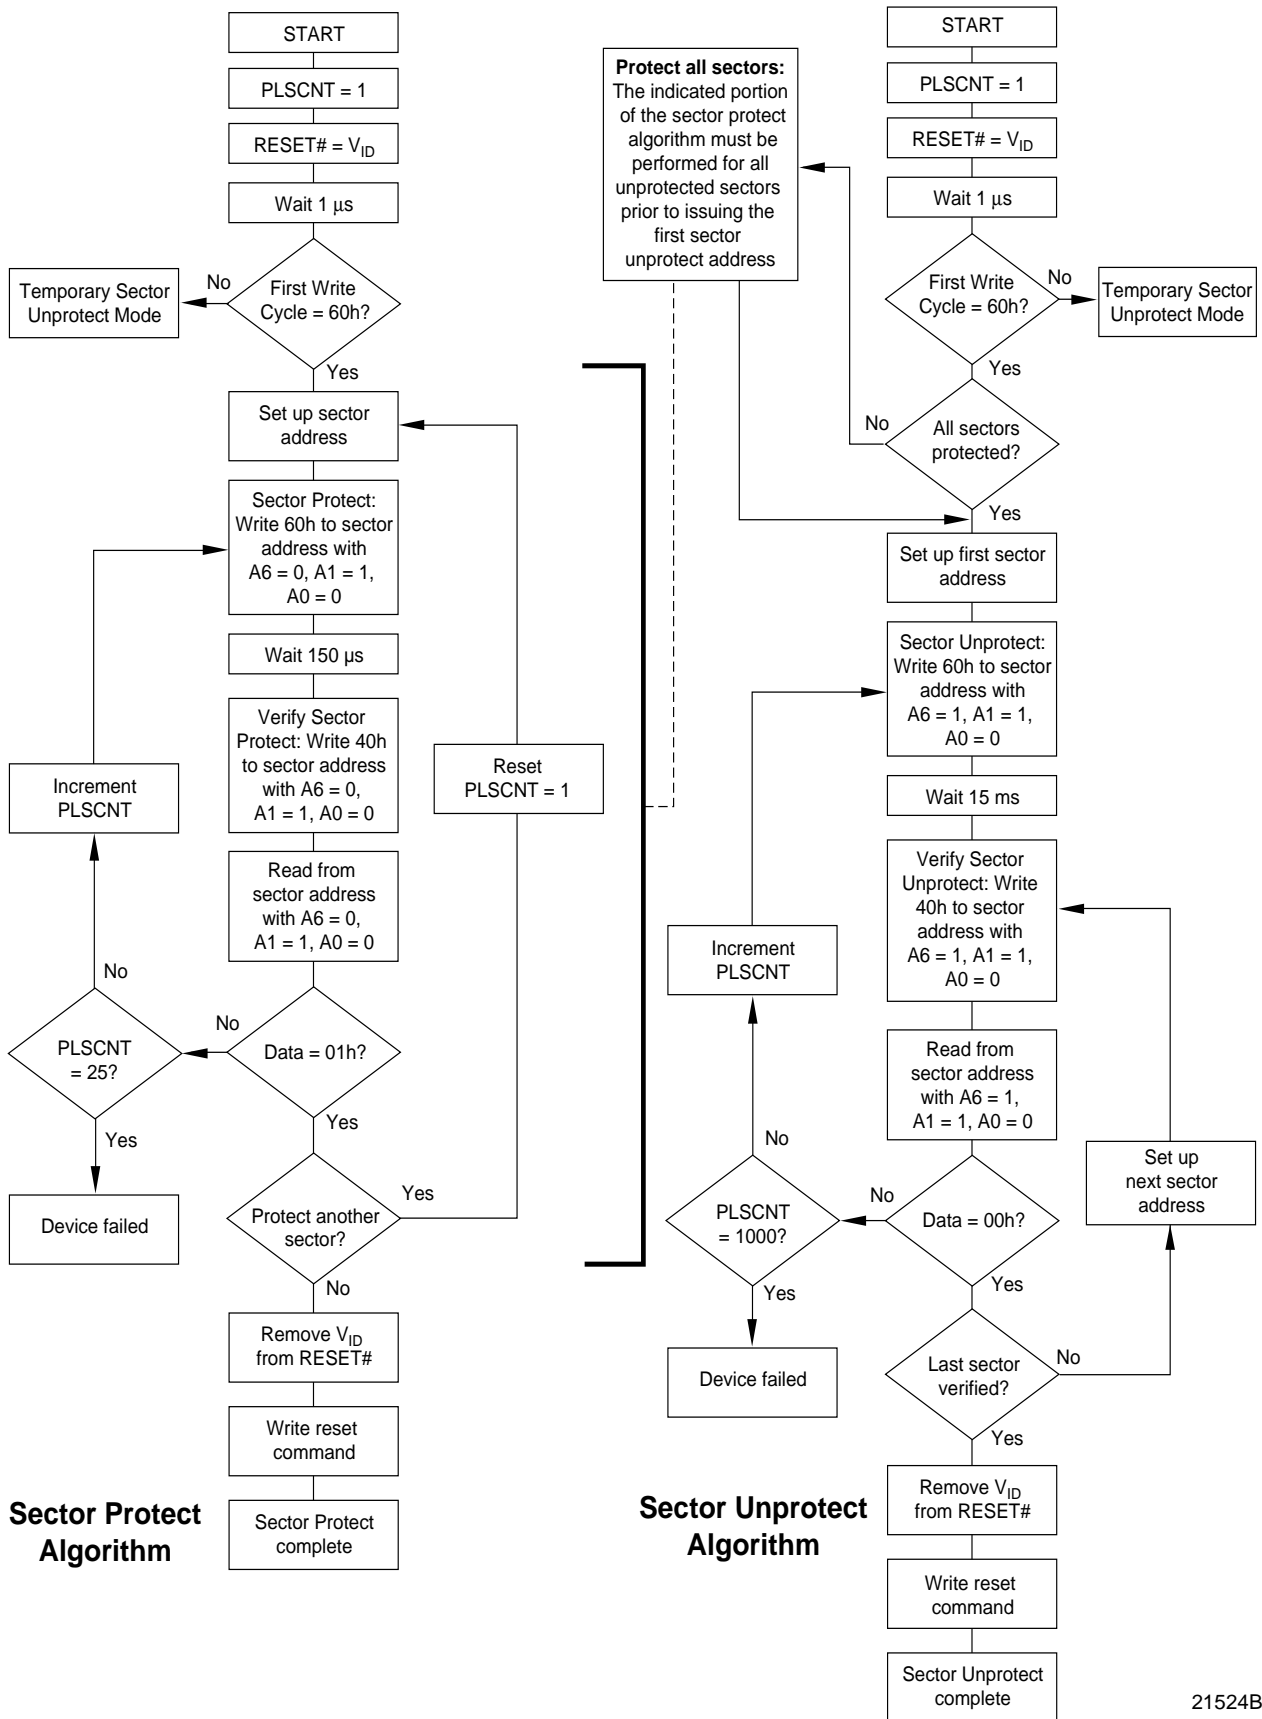 START
PLSCNT = 1
RESET# = VID
Wait 1 μs
First Write
Cycle = 60h?
No
Temporary Sector
Unprotect Mode
Yes
Set up sector
address
Sector Protect:
Write 60h to sector
address with
A6 = 0, A1 = 1,
A0 = 0
Wait 150 µs
Verify Sector
Protect: Write 40h
to sector address
with A6 = 0,
A1 = 1, A0 = 0
Reset
PLSCNT = 1
Increment
PLSCNT
Read from
sector address
with A6 = 0,
A1 = 1, A0 = 0
No
PLSCNT
= 25?
No
Data = 01h?
Yes
Yes
Device failed
Protect another
sector?
Yes
No
Remove VID
from RESET#
Write reset
command
Sector Protect
complete
Sector Protect
Algorithm
Protect all sectors:
The indicated portion
of the sector protect
algorithm must be
performed for all
unprotected sectors
prior to issuing the
first sector
unprotect address
START
PLSCNT = 1
RESET# = VID
Wait 1 μs
First Write
Cycle = 60h?
No
Temporary Sector
Unprotect Mode
Yes
No
All sectors
protected?
Yes
Set up first sector
address
Sector Unprotect:
Write 60h to sector
address with
A6 = 1, A1 = 1,
A0 = 0
Wait 15 ms
Verify Sector
Unprotect: Write
40h to sector
address with
A6 = 1, A1 = 1,
A0 = 0
Increment
PLSCNT
Read from
sector address
with A6 = 1,
A1 = 1, A0 = 0
No
PLSCNT
= 1000?
No
Data = 00h?
Set up
next sector
address
Yes
Yes
Device failed
Last sector
verified?
No
Yes
Remove VID
from RESET#
Write reset
command
Sector Unprotect
complete
Sector Unprotect
Algorithm
21524B